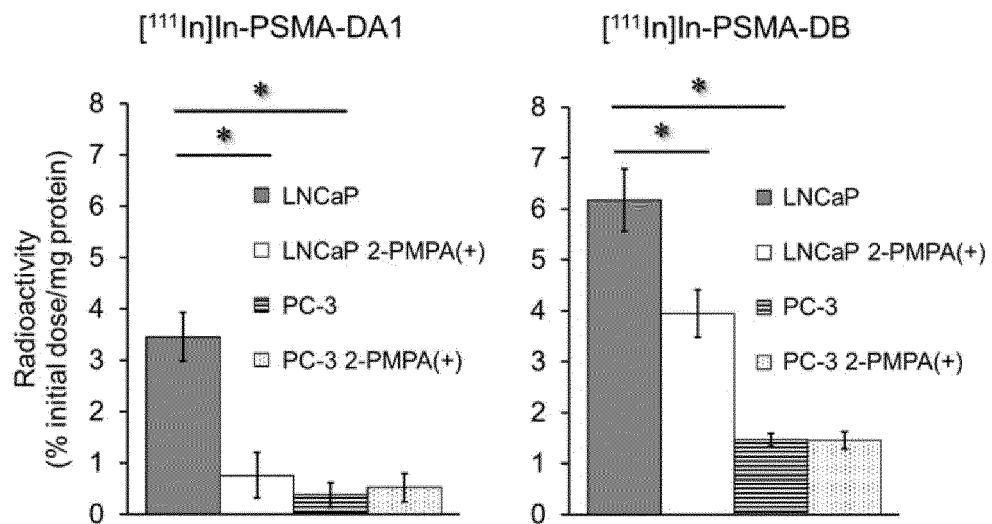 [¹¹¹In]In-PSMA-DA1
*
*
8
7
6
5
4
3
2
1
0
Radioactivity
(% initial dose/mg protein)
LNCaP
LNCaP 2-PMPA(+)
PC-3
PC-3 2-PMPA(+)
[¹¹¹In]In-PSMA-DB
*
*
8
7
6
5
4
3
2
1
0
LNCaP
LNCaP 2-PMPA(+)
PC-3
PC-3 2-PMPA(+)